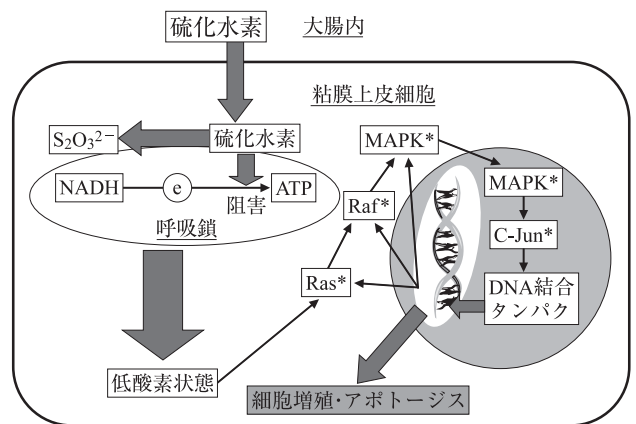 硫化水素
大腸内
粘膜上皮細胞
S₂O₃²⁻
硫化水素
MAPK*
NADH
e
ATP
阻害
呼吸鎖
Raf*
MAPK*
C-Jun*
Ras*
DNA結合
タンパク
低酸素状態
細胞増殖・アポトージス